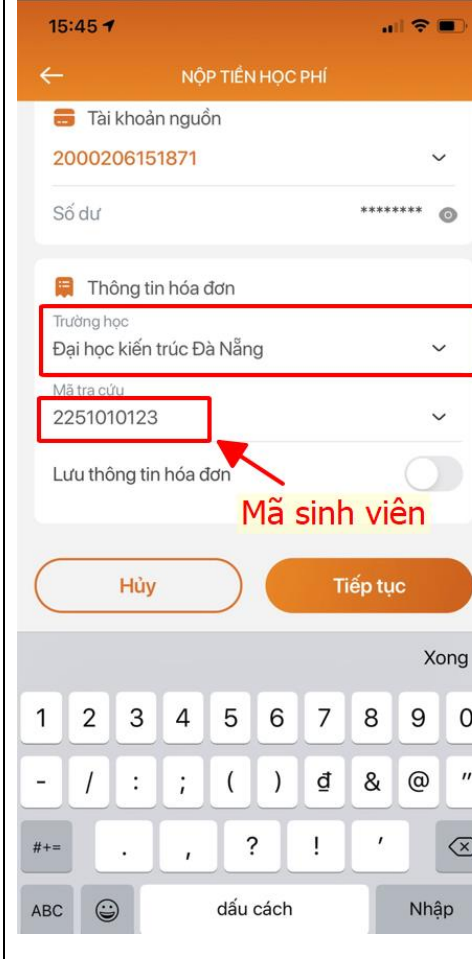 15:45
NỘP TIỀN HỌC PHÍ
Tài khoản nguồn
2000206151871
Số dư ********
Thông tin hóa đơn
Trường học
Đại học kiến trúc Đà Nẵng
Mã tra cứu
2251010123
Lưu thông tin hóa đơn
Mã sinh viên
Hủy Tiếp tục
Xong
1 2 3 4 5 6 7 8 9 0
- / : ; ( ) ₫ & @ "
#+= . , ? ! '
ABC dấu cách Nhập